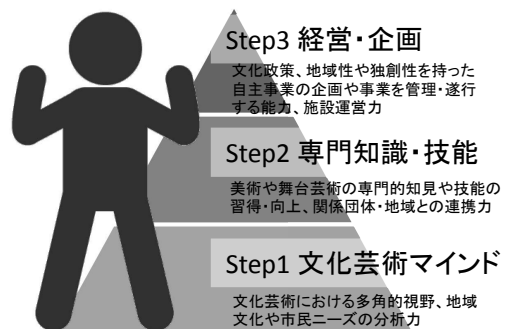 Step3 経営・企画
文化政策、地域性や独創性を持った
自主事業の企画や事業を管理・遂行
する能力、施設運営力
Step2 専門知識・技能
美術や舞台芸術の専門的知見や技能の
習得・向上、関係団体・地域との連携力
Step1 文化芸術マインド
文化芸術における多角的視野、地域
文化や市民ニーズの分析力